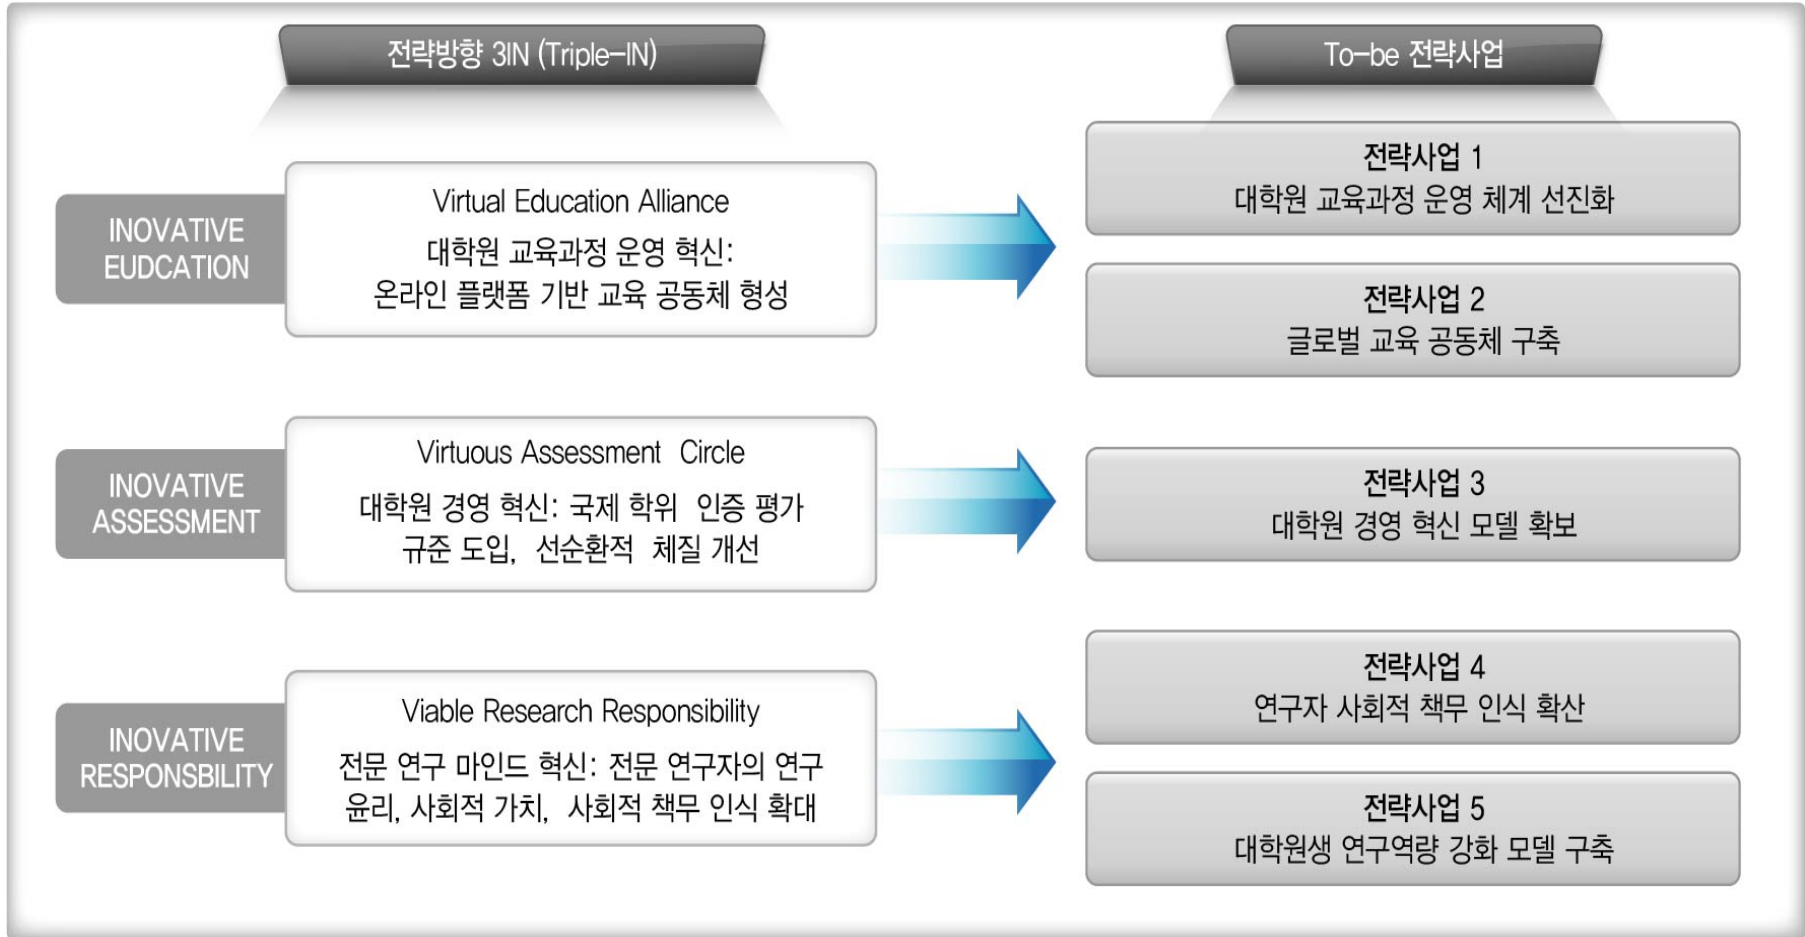 전략방향 3IN (Triple-IN)
To-be 전략사업
INOVATIVE
EUDCATION
Virtual Education Alliance
대학원 교육과정 운영 혁신:
온라인 플랫폼 기반 교육 공동체 형성
전략사업 1
대학원 교육과정 운영 체계 선진화
전략사업 2
글로벌 교육 공동체 구축
INOVATIVE
ASSESSMENT
Virtuous Assessment Circle
대학원 경영 혁신: 국제 학위 인증 평가
규준 도입, 선순환적 체질 개선
전략사업 3
대학원 경영 혁신 모델 확보
INOVATIVE
RESPONSBILITY
Viable Research Responsibility
전문 연구 마인드 혁신: 전문 연구자의 연구
윤리, 사회적 가치, 사회적 책무 인식 확대
전략사업 4
연구자 사회적 책무 인식 확산
전략사업 5
대학원생 연구역량 강화 모델 구축